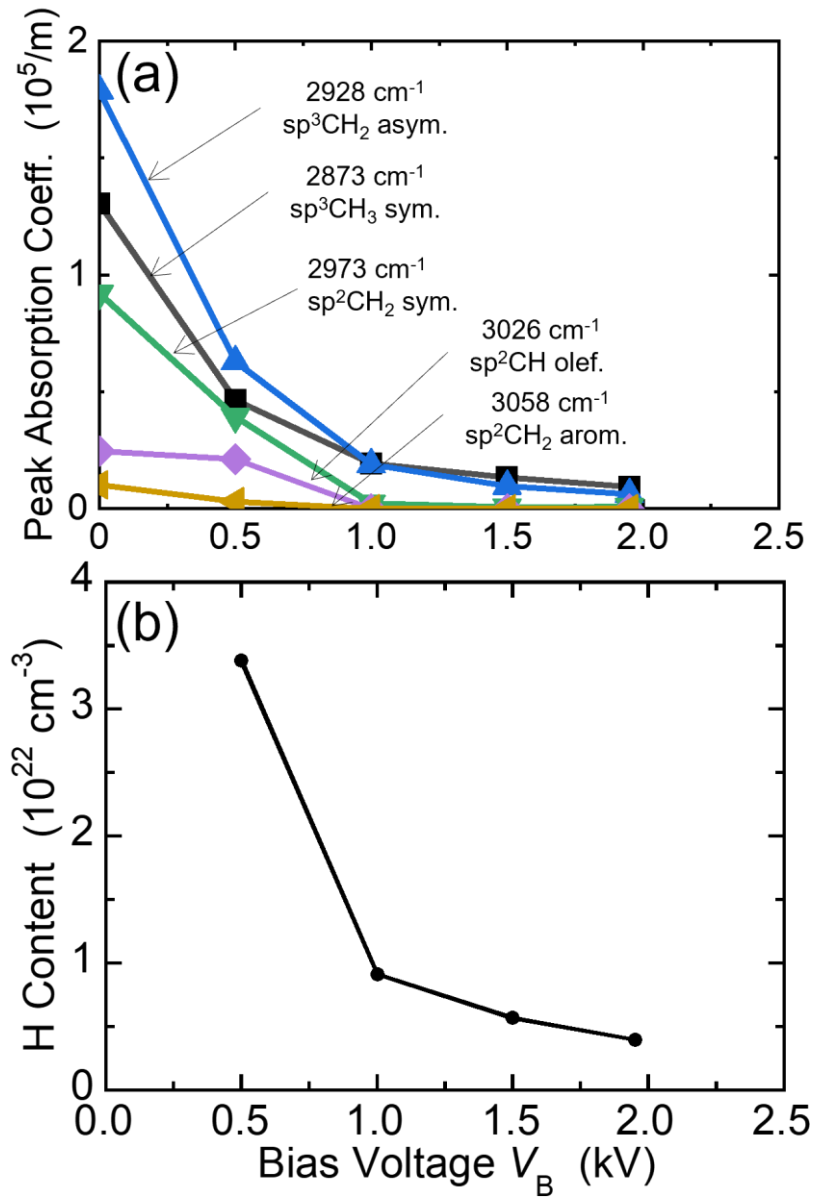 (a)
Peak Absorption Coeff. (10⁵/m)
2
1
0
2928 cm⁻¹
sp³CH₂ asym.
2873 cm⁻¹
sp³CH₃ sym.
2973 cm⁻¹
sp²CH₂ sym.
3026 cm⁻¹
sp²CH olef.
3058 cm⁻¹
sp²CH₂ arom.
0 0.5 1.0 1.5 2.0 2.5
(b)
H Content (10²² cm⁻³)
4
3
2
1
0
0.0 0.5 1.0 1.5 2.0 2.5
Bias Voltage V_B (kV)